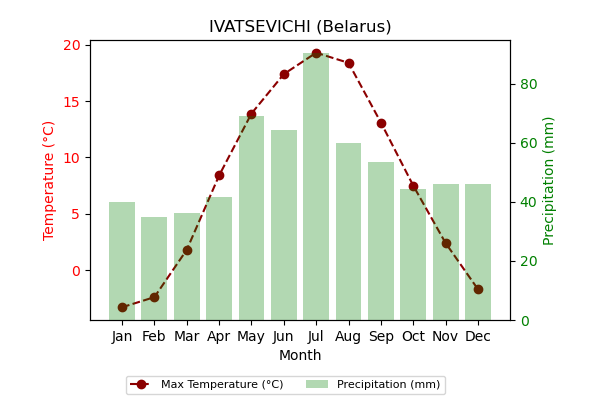 IVATSEVICHI (Belarus)
20
15
10
5
0
Temperature (°C)
80
60
40
20
0
Precipitation (mm)
Jan Feb Mar Apr May Jun Jul Aug Sep Oct Nov Dec
Month
Max Temperature (°C) Precipitation (mm)